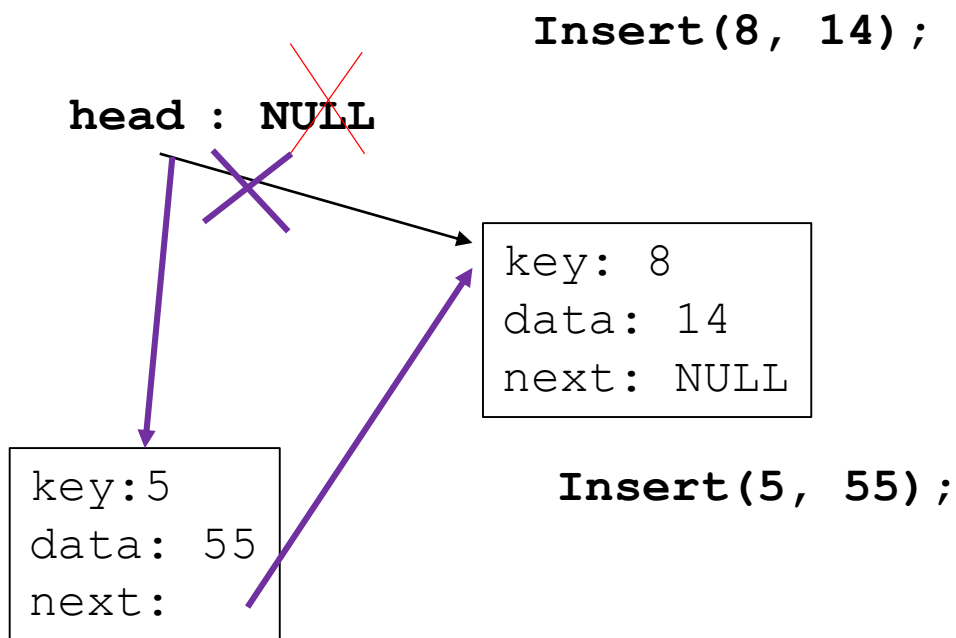 Insert(8, 14);
head : NULL
key: 8
data: 14
next: NULL
Insert(5, 55);
key:5
data: 55
next: